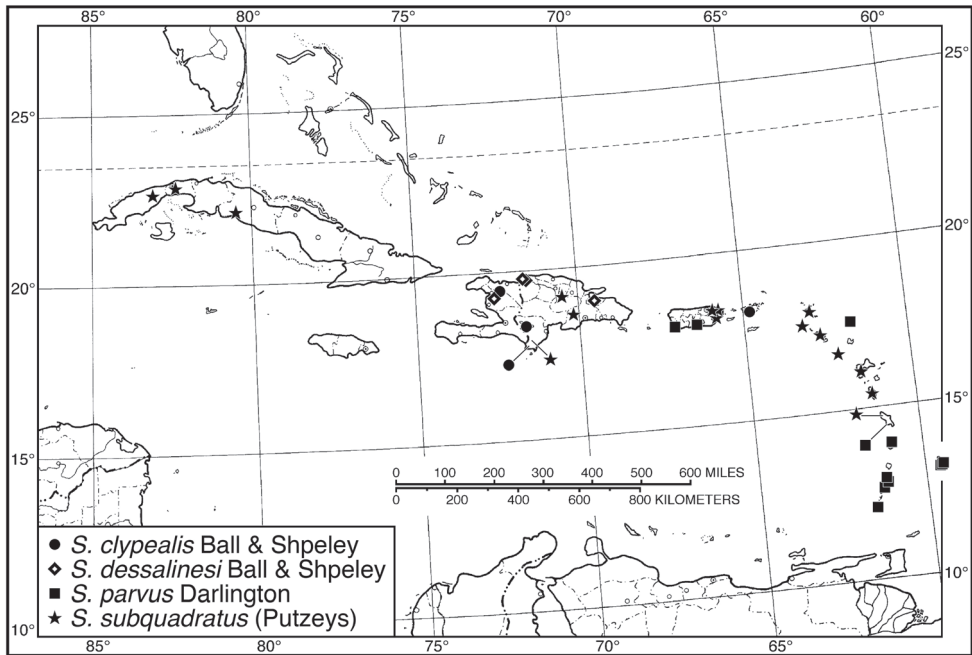 85° 80° 75° 70° 65° 60°
25°
25°
20°
20°
15°
15°
0 100 200 300 400 500 600 MILES
0 200 400 600 800 KILOMETERS
S. clypealis Ball & Shpeley
S. dessalinesi Ball & Shpeley
S. parvus Darlington
S. subquadratus (Putzeys)
10°
10°
85° 80° 75° 70° 65° 60°